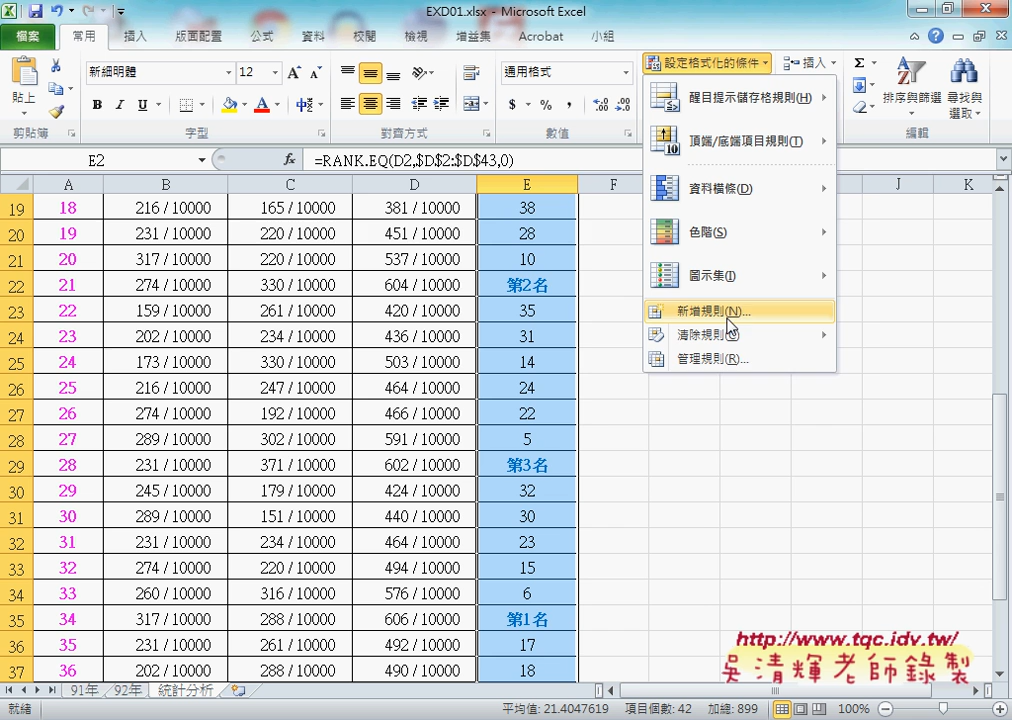 EXD01.xlsx - Microsoft Excel
檔案 常用 插入 版面配置 公式 資料 校閱 檢視 增益集 Acrobat 小組
貼上 新細明體 12 通用格式 設定格式化的條件 插入 Σ 排序與篩選 尋找與選取
B I U 中 $ % ,
剪貼簿 字型 對齊方式 數值 編輯
醒目提示儲存格規則(H)
頂端/底端項目規則(T)
資料橫條(D)
色階(S)
圖示集(I)
新增規則(N)...
清除規則(C)
管理規則(R)...
E2 fx =RANK.EQ(D2,$D$2:$D$43,0)
A B C D E F J K
19 18 216 / 10000 165 / 10000 381 / 10000 38
20 19 231 / 10000 220 / 10000 451 / 10000 28
21 20 317 / 10000 220 / 10000 537 / 10000 10
22 21 274 / 10000 330 / 10000 604 / 10000 第2名
23 22 159 / 10000 261 / 10000 420 / 10000 35
24 23 202 / 10000 234 / 10000 436 / 10000 31
25 24 173 / 10000 330 / 10000 503 / 10000 14
26 25 216 / 10000 247 / 10000 464 / 10000 24
27 26 274 / 10000 192 / 10000 466 / 10000 22
28 27 289 / 10000 302 / 10000 591 / 10000 5
29 28 231 / 10000 371 / 10000 602 / 10000 第3名
30 29 245 / 10000 179 / 10000 424 / 10000 32
31 30 289 / 10000 151 / 10000 440 / 10000 30
32 31 231 / 10000 234 / 10000 464 / 10000 23
33 32 274 / 10000 220 / 10000 494 / 10000 15
34 33 260 / 10000 316 / 10000 576 / 10000 6
35 34 317 / 10000 288 / 10000 606 / 10000 第1名
36 35 231 / 10000 261 / 10000 492 / 10000 17
37 36 202 / 10000 288 / 10000 490 / 10000 18
http://www.tqc.idv.tw/
吳清輝老師錄製
91年 92年 統計分析
就緒 平均值: 21.4047619 項目個數: 42 加總: 899 100%